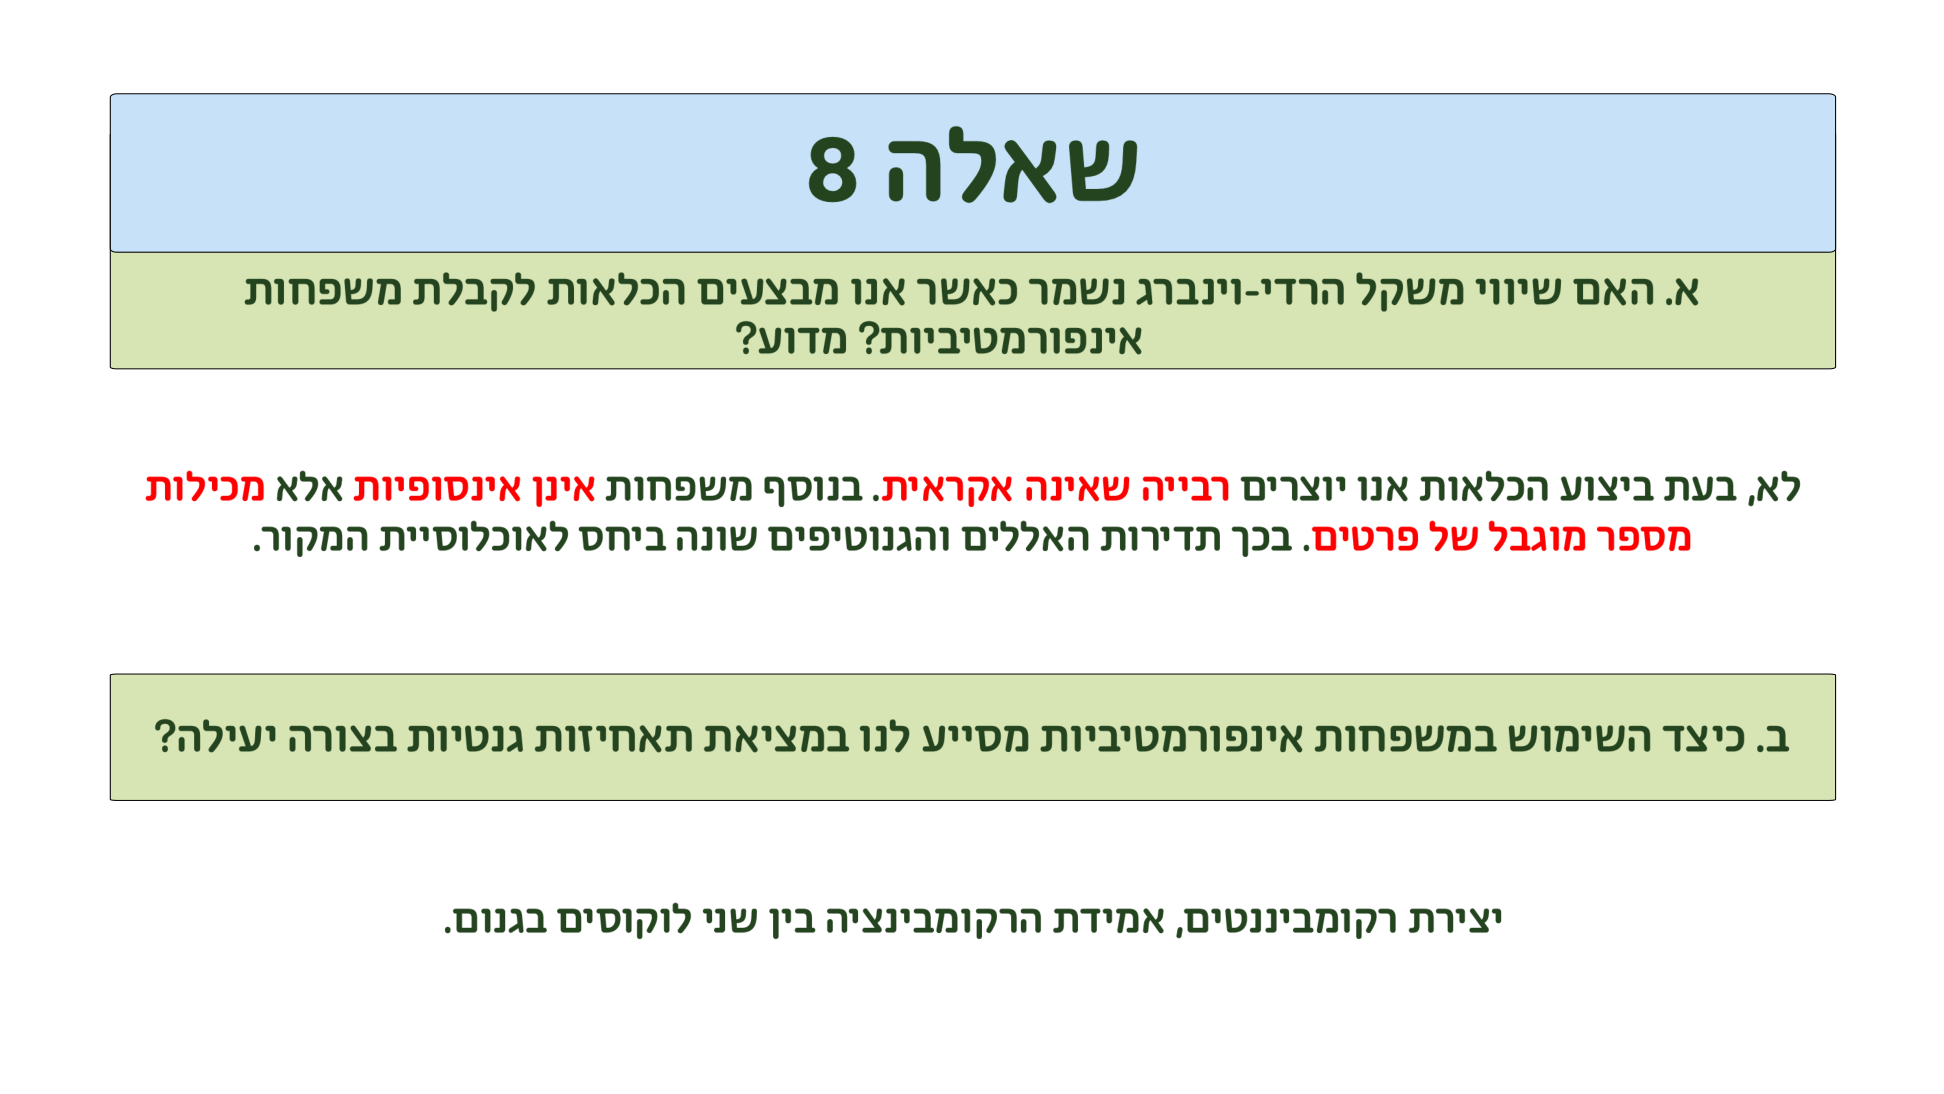 שאלה 8
א. האם שיווי משקל הרדי-וינברג נשמר כאשר אנו מבצעים הכלאות לקבלת משפחות
אינפורמטיביות? מדוע?
לא, בעת ביצוע הכלאות אנו יוצרים רבייה שאינה אקראית. בנוסף משפחות אינן אינסופיות אלא מכילות
מספר מוגבל של פרטים. בכך תדירות האללים והגנוטיפים שונה ביחס לאוכלוסיית המקור.
ב. כיצד השימוש במשפחות אינפורמטיביות מסייע לנו במציאת תאחיזות גנטיות בצורה יעילה?
יצירת רקומביננטים, אמידת הרקומבינציה בין שני לוקוסים בגנום.